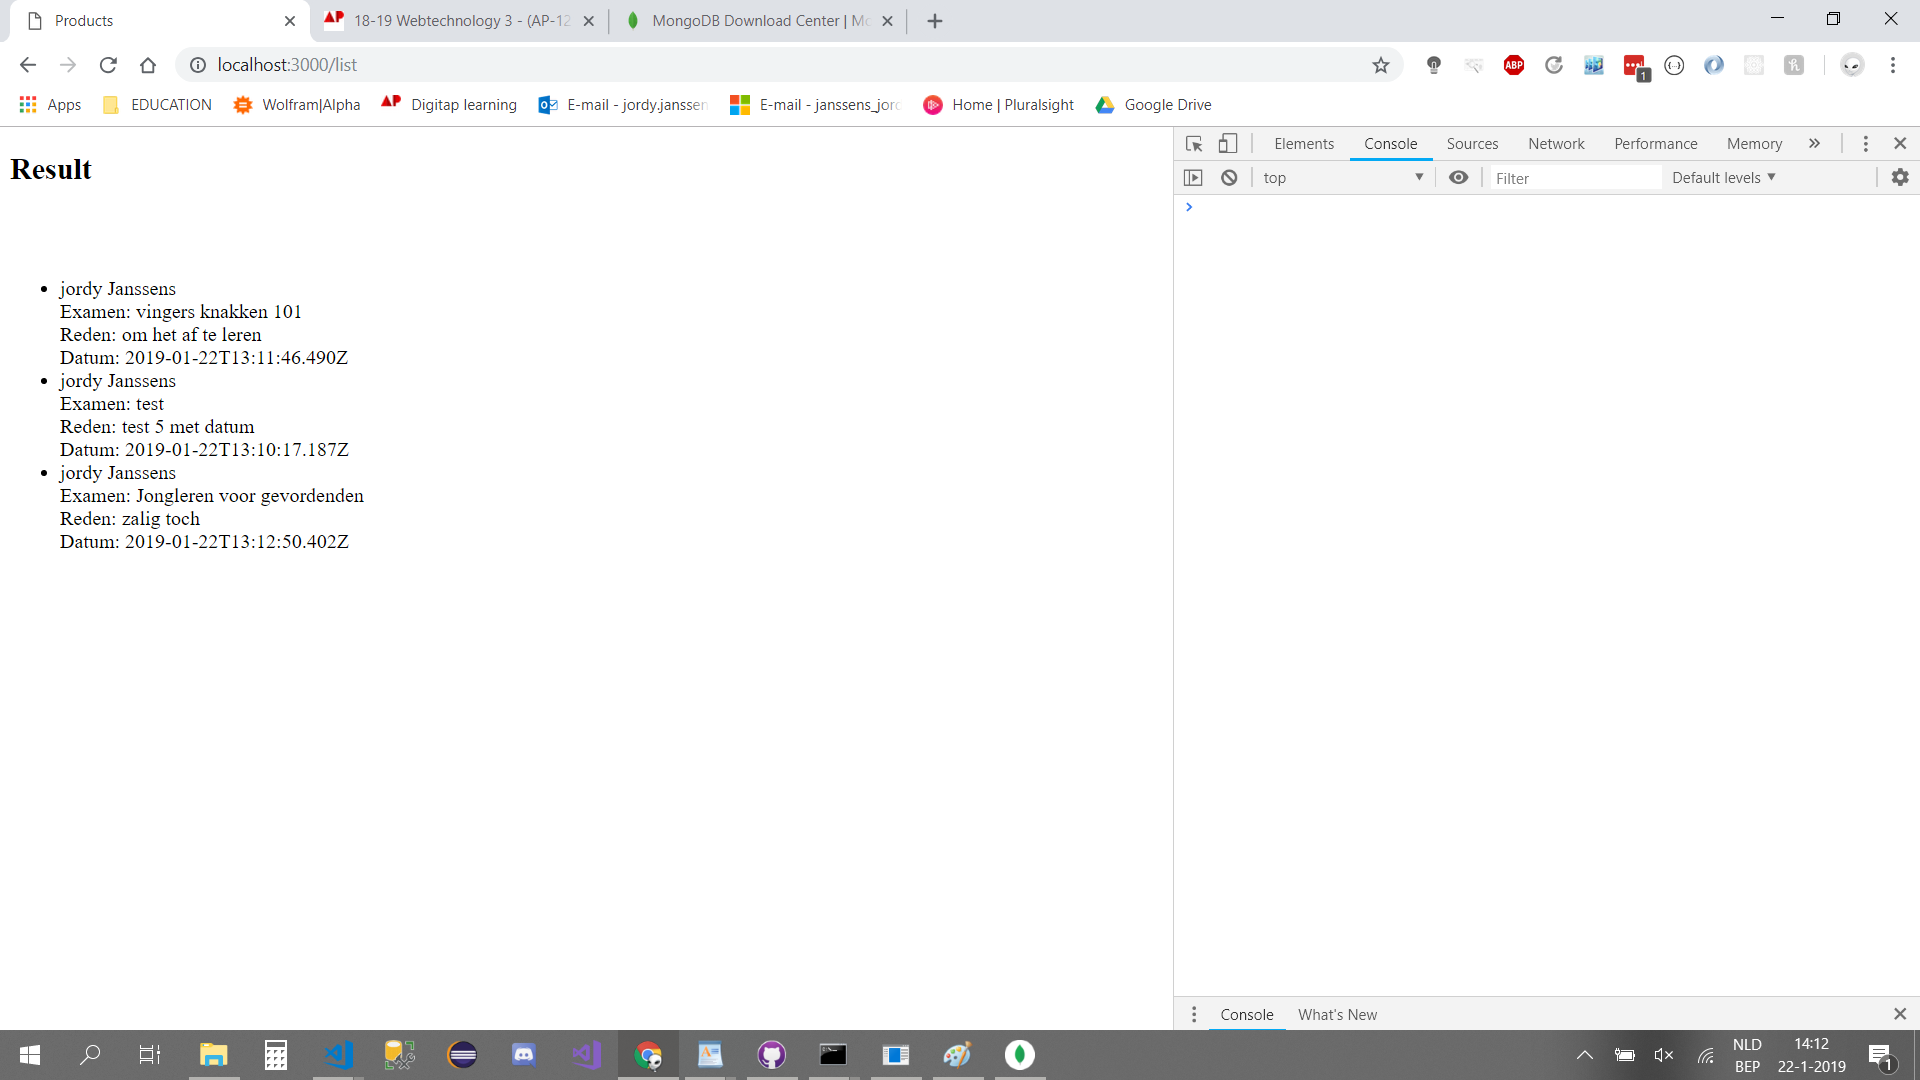 Products
18-19 Webtechnology 3 - (AP-12
MongoDB Download Center | Mo
localhost:3000/list
ABP
1
Apps
EDUCATION
Wolfram|Alpha
Digitap learning
E-mail - jordy.janssen
E-mail - janssens_jord
Home | Pluralsight
Google Drive
Result
jordy Janssens
Examen: vingers knakken 101
Reden: om het af te leren
Datum: 2019-01-22T13:11:46.490Z
jordy Janssens
Examen: test
Reden: test 5 met datum
Datum: 2019-01-22T13:10:17.187Z
jordy Janssens
Examen: Jongleren voor gevordenden
Reden: zalig toch
Datum: 2019-01-22T13:12:50.402Z
Elements
Console
Sources
Network
Performance
Memory
top
Filter
Default levels
Console
What's New
NLD
BEP
14:12
22-1-2019
1